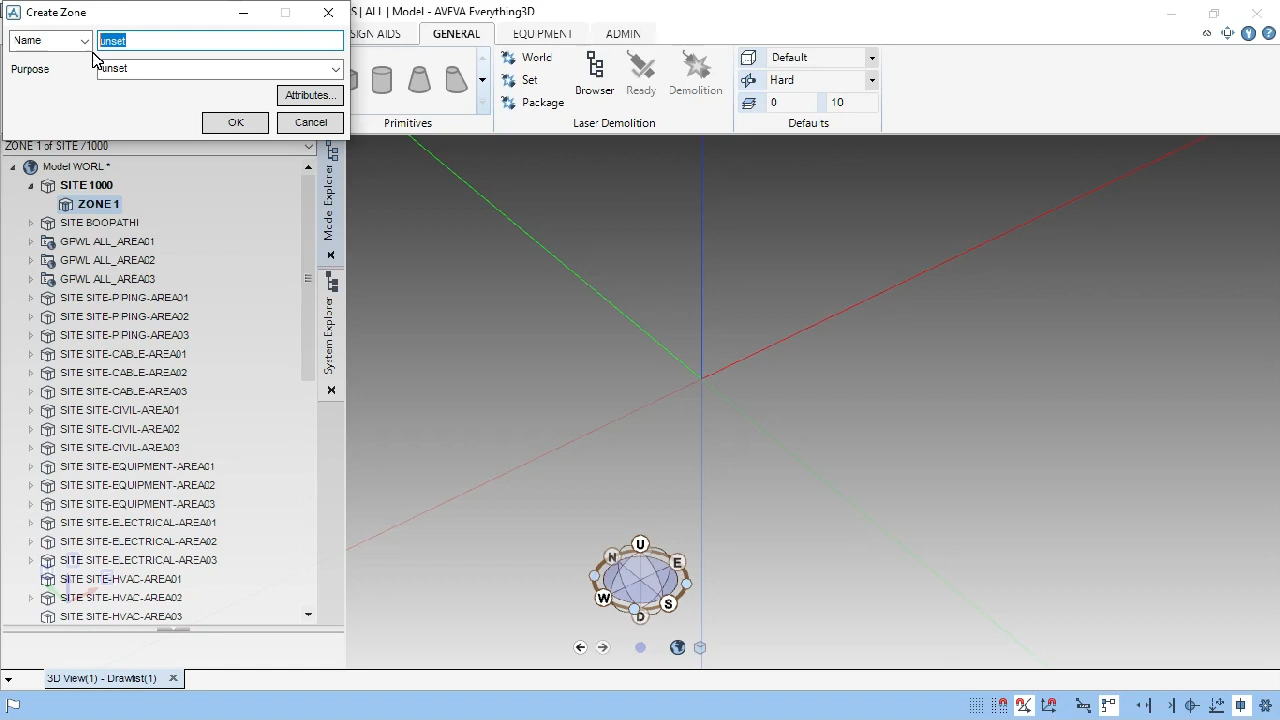 Create Zone
S | ALL | Model - AVEVA Everything3D
Name
unset
Purpose
unset
Attributes...
OK
Cancel
SIGN AIDS
GENERAL
EQUIPMENT
ADMIN
World
Set
Package
Browser
Ready
Demolition
Default
Hard
0
10
Primitives
Laser Demolition
Defaults
ZONE 1 of SITE /1000
Model WORL *
SITE 1000
ZONE 1
SITE BOOPATHI
GPWL ALL_AREA01
GPWL ALL_AREA02
GPWL ALL_AREA03
SITE SITE-PIPING-AREA01
SITE SITE-PIPING-AREA02
SITE SITE-PIPING-AREA03
SITE SITE-CABLE-AREA01
SITE SITE-CABLE-AREA02
SITE SITE-CABLE-AREA03
SITE SITE-CIVIL-AREA01
SITE SITE-CIVIL-AREA02
SITE SITE-CIVIL-AREA03
SITE SITE-EQUIPMENT-AREA01
SITE SITE-EQUIPMENT-AREA02
SITE SITE-EQUIPMENT-AREA03
SITE SITE-ELECTRICAL-AREA01
SITE SITE-ELECTRICAL-AREA02
SITE SITE-ELECTRICAL-AREA03
SITE SITE-HVAC-AREA01
SITE SITE-HVAC-AREA02
SITE SITE-HVAC-AREA03
Model Explorer
System Explorer
U
N
E
W
S
D
3D View(1) - Drawlist(1)